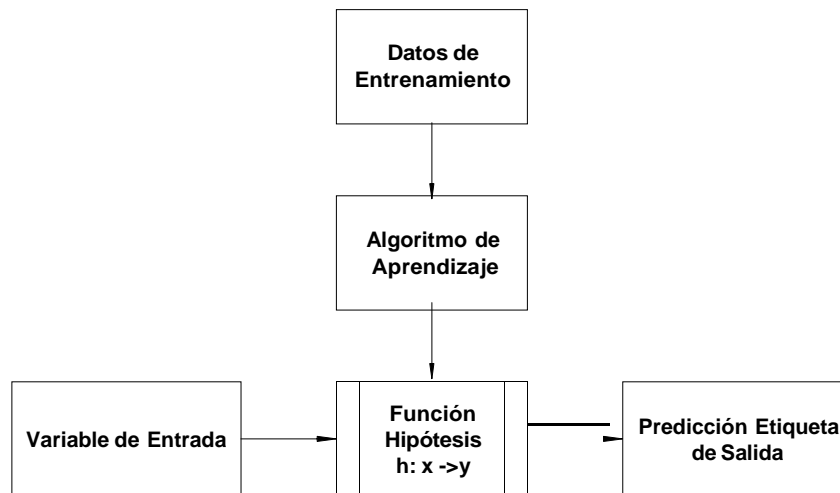 Datos de
Entrenamiento
Algoritmo de
Aprendizaje
Variable de Entrada
Función
Hipótesis
h: x ->y
Predicción Etiqueta
de Salida